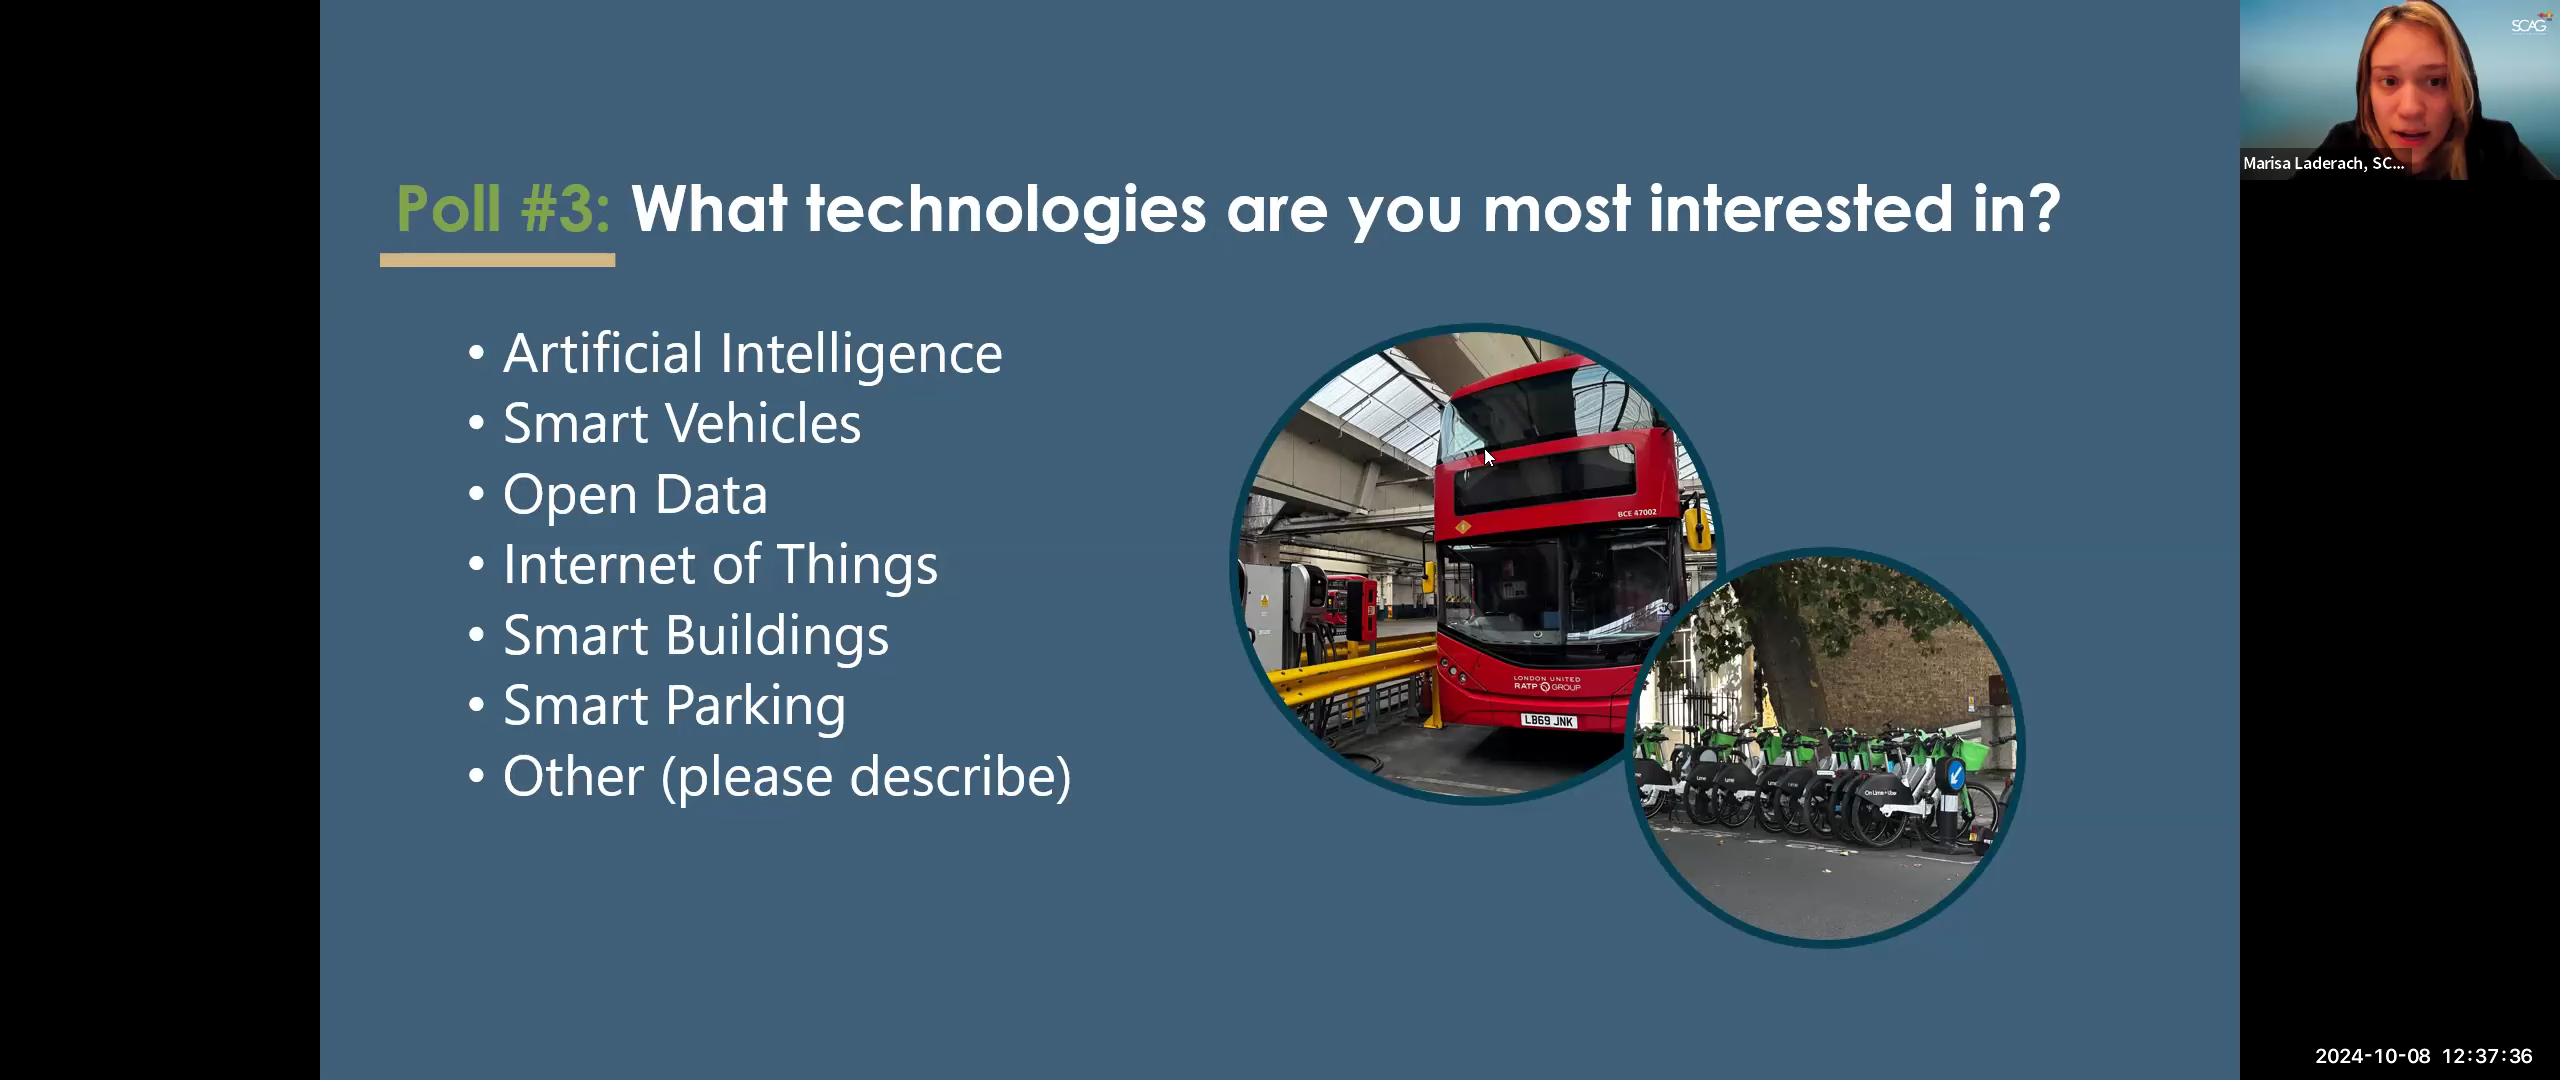 SCAG
Marisa Laderach, SC...
Poll #3: What technologies are you most interested in?
• Artificial Intelligence
• Smart Vehicles
• Open Data
• Internet of Things
• Smart Buildings
• Smart Parking
• Other (please describe)
BCE 47002
LONDON UNITED
RATP GROUP
LB69 JNK
Lime
Lime
2024-10-08 12:37:36